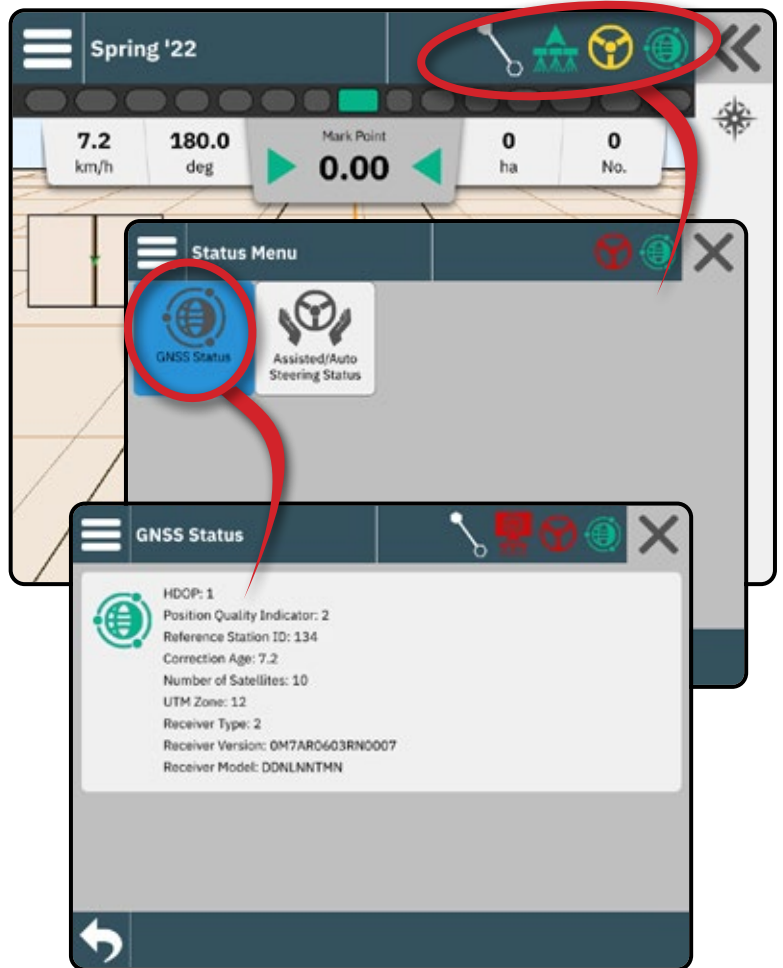 Spring '22
7.2
km/h
180.0
deg
Mark Point
0.00
0
ha
0
No.
Status Menu
GNSS Status
Assisted/Auto
Steering Status
GNSS Status
HDOP: 1
Position Quality Indicator: 2
Reference Station ID: 134
Correction Age: 7.2
Number of Satellites: 10
UTM Zone: 12
Receiver Type: 2
Receiver Version: 0M7AR0603RN0007
Receiver Model: DDNLNNTMN